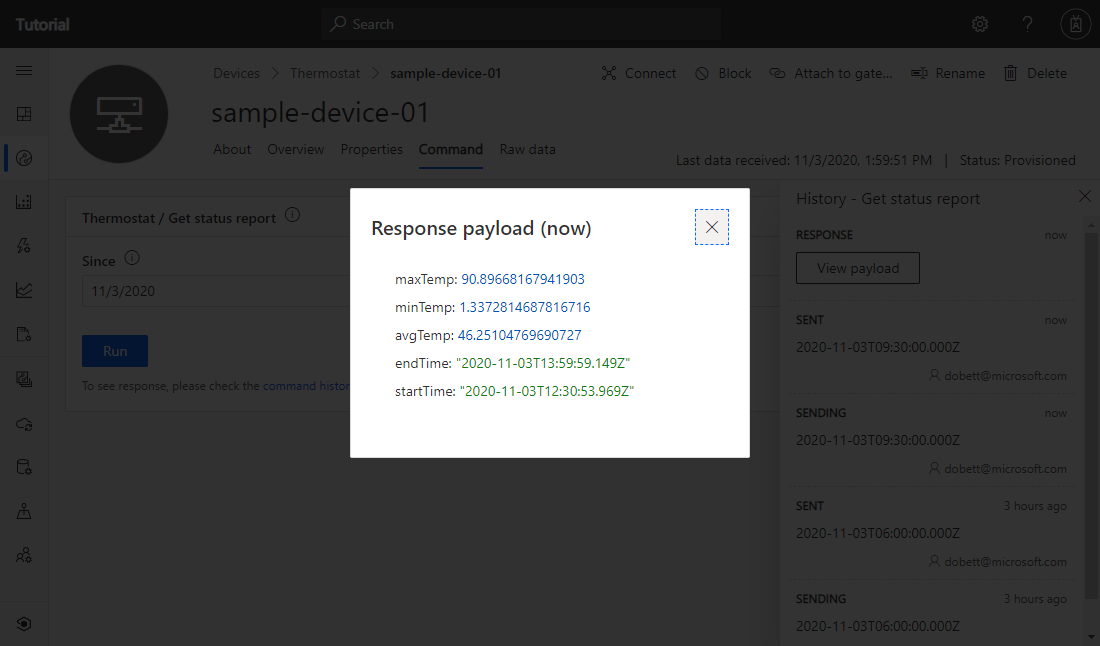 Tutorial
Search
Devices > Thermostat > sample-device-01
Connect
Block
Attach to gate...
Rename
Delete
sample-device-01
About
Overview
Properties
Command
Raw data
Last data received: 11/3/2020, 1:59:51 PM | Status: Provisioned
Thermostat / Get status report
Since
11/3/2020
Run
To see response, please check the command histor
Response payload (now)
maxTemp: 90.89668167941903
minTemp: 1.3372814687816716
avgTemp: 46.25104769690727
endTime: "2020-11-03T13:59:59.149Z"
startTime: "2020-11-03T12:30:53.969Z"
History - Get status report
RESPONSE
now
View payload
SENT
now
2020-11-03T09:30:00.000Z
dobett@microsoft.com
SENDING
now
2020-11-03T09:30:00.000Z
dobett@microsoft.com
SENT
3 hours ago
2020-11-03T06:00:00.000Z
dobett@microsoft.com
SENDING
3 hours ago
2020-11-03T06:00:00.000Z